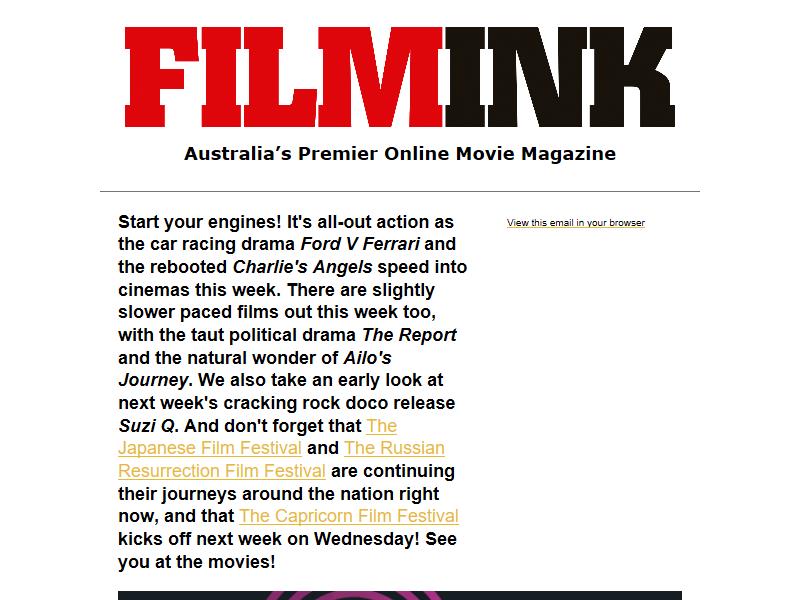 FILMINK
Australia's Premier Online Movie Magazine
Start your engines! It's all-out action as
the car racing drama Ford V Ferrari and
the rebooted Charlie's Angels speed into
cinemas this week. There are slightly
slower paced films out this week too,
with the taut political drama The Report
and the natural wonder of Ailo's
Journey. We also take an early look at
next week's cracking rock doco release
Suzi Q. And don't forget that The
Japanese Film Festival and The Russian
Resurrection Film Festival are continuing
their journeys around the nation right
now, and that The Capricorn Film Festival
kicks off next week on Wednesday! See
you at the movies!
View this email in your browser